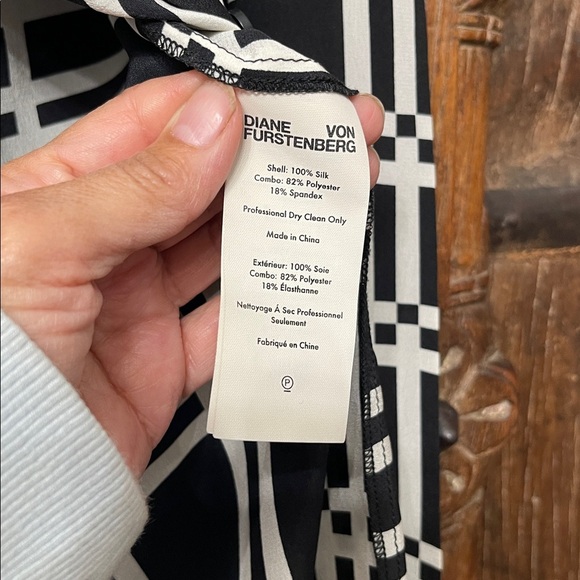 DIANE VON
FURSTENBERG
Shell: 100% Silk
Combo: 82% Polyester
18% Spandex
Professional Dry Clean Only
Made in China
Extérieur: 100% Soie
Combo: 82% Polyester
18% Élasthanne
Nettoyage À Sec Professionnel
Seulement
Fabriqué en Chine
P